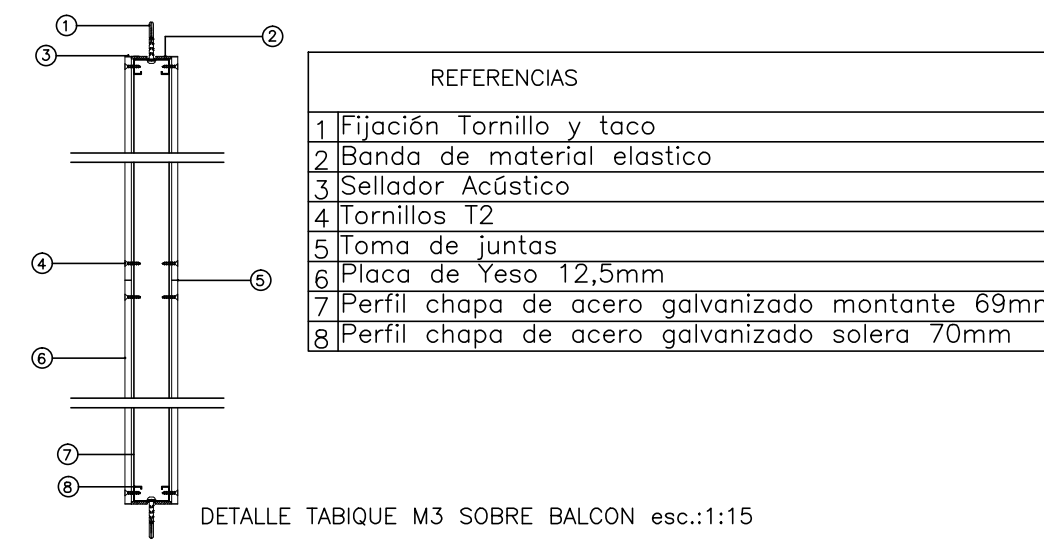 1
2
3
REFERENCIAS
1 Fijación Tornillo y taco
2 Banda de material elastico
3 Sellador Acústico
4 Tornillos T2
5 Toma de juntas
6 Placa de Yeso 12,5mm
7 Perfil chapa de acero galvanizado montante 69mm
8 Perfil chapa de acero galvanizado solera 70mm
4
5
6
7
8
DETALLE TABIQUE M3 SOBRE BALCON esc.:1:15